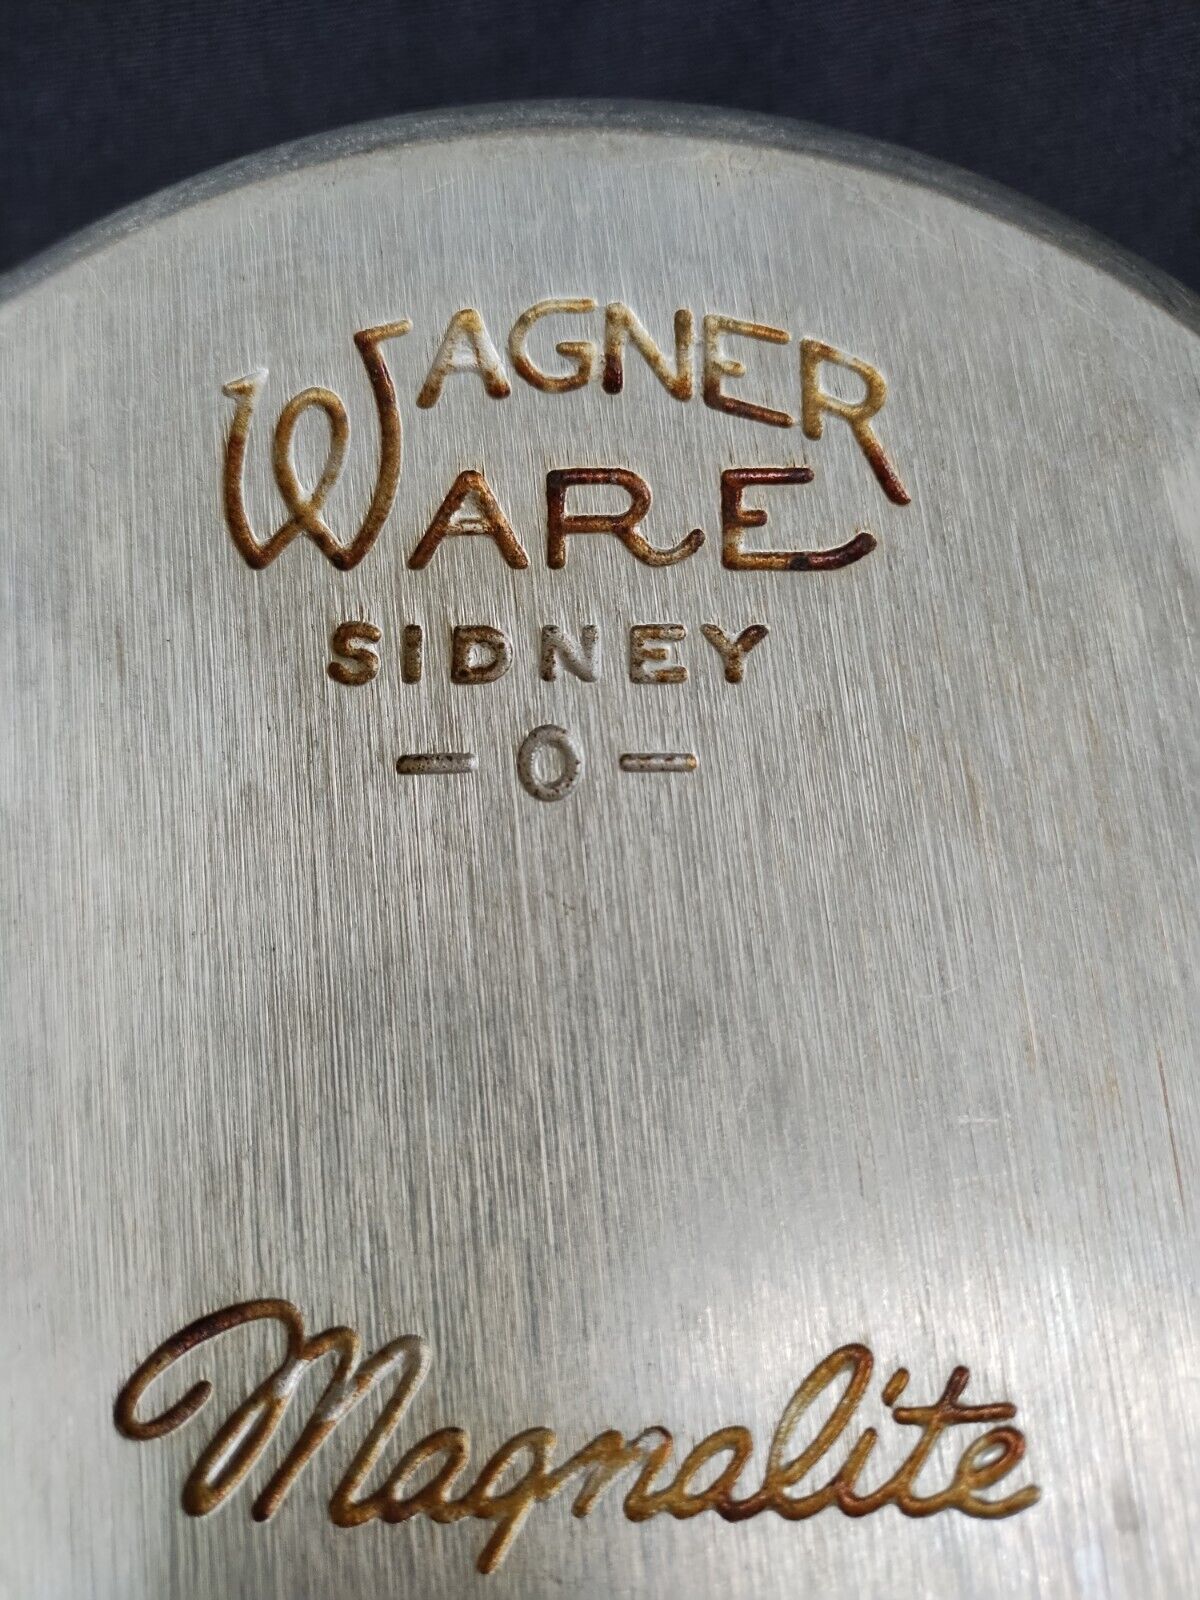 WAGNER
WARE
SIDNEY
-O-
Magnalite